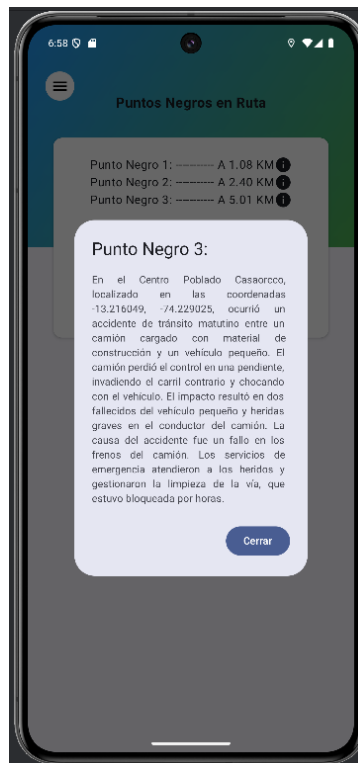 6:58
Puntos Negros en Ruta
Punto Negro 1: ----------- A 1.08 KM
Punto Negro 2: ----------- A 2.40 KM
Punto Negro 3: ----------- A 5.01 KM
Punto Negro 3:
En el Centro Poblado Casaorcco,
localizado en las coordenadas
-13.216049, -74.229025, ocurrió un
accidente de tránsito matutino entre un
camión cargado con material de
construcción y un vehículo pequeño. El
camión perdió el control en una pendiente,
invadiendo el carril contrario y chocando
con el vehículo. El impacto resultó en dos
fallecidos del vehículo pequeño y heridas
graves en el conductor del camión. La
causa del accidente fue un fallo en los
frenos del camión. Los servicios de
emergencia atendieron a los heridos y
gestionaron la limpieza de la vía, que
estuvo bloqueada por horas.
Cerrar